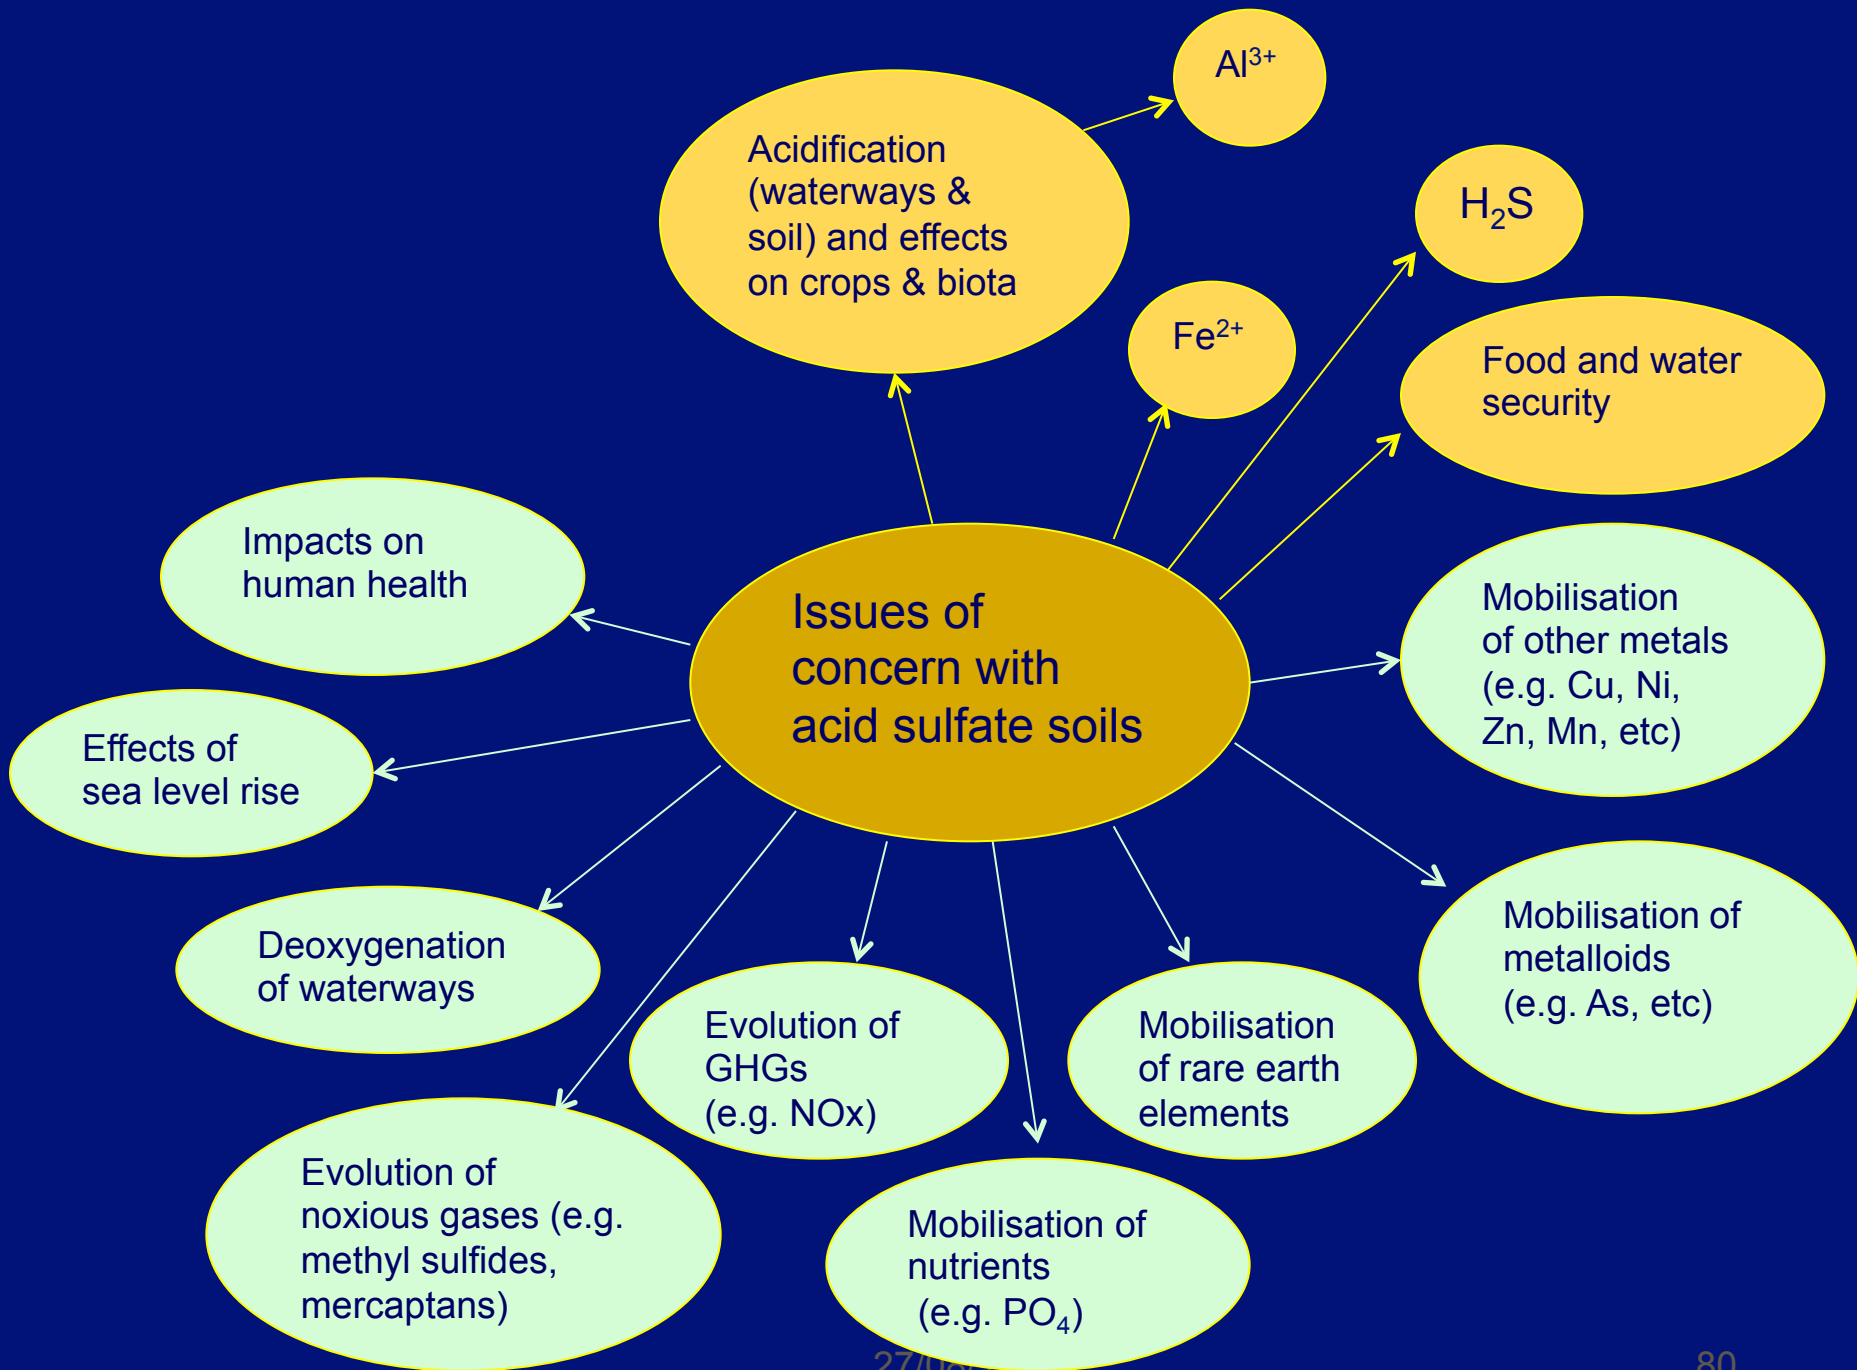 Al³⁺
Acidification
(waterways &
soil) and effects
on crops & biota
H₂S
Fe²⁺
Food and water
security
Impacts on
human health
Issues of
concern with
acid sulfate soils
Mobilisation
of other metals
(e.g. Cu, Ni,
Zn, Mn, etc)
Effects of
sea level rise
Mobilisation of
metalloids
(e.g. As, etc)
Deoxygenation
of waterways
Evolution of
GHGs
(e.g. NOx)
Mobilisation
of rare earth
elements
Evolution of
noxious gases (e.g.
methyl sulfides,
mercaptans)
Mobilisation of
nutrients
(e.g. PO₄)
80